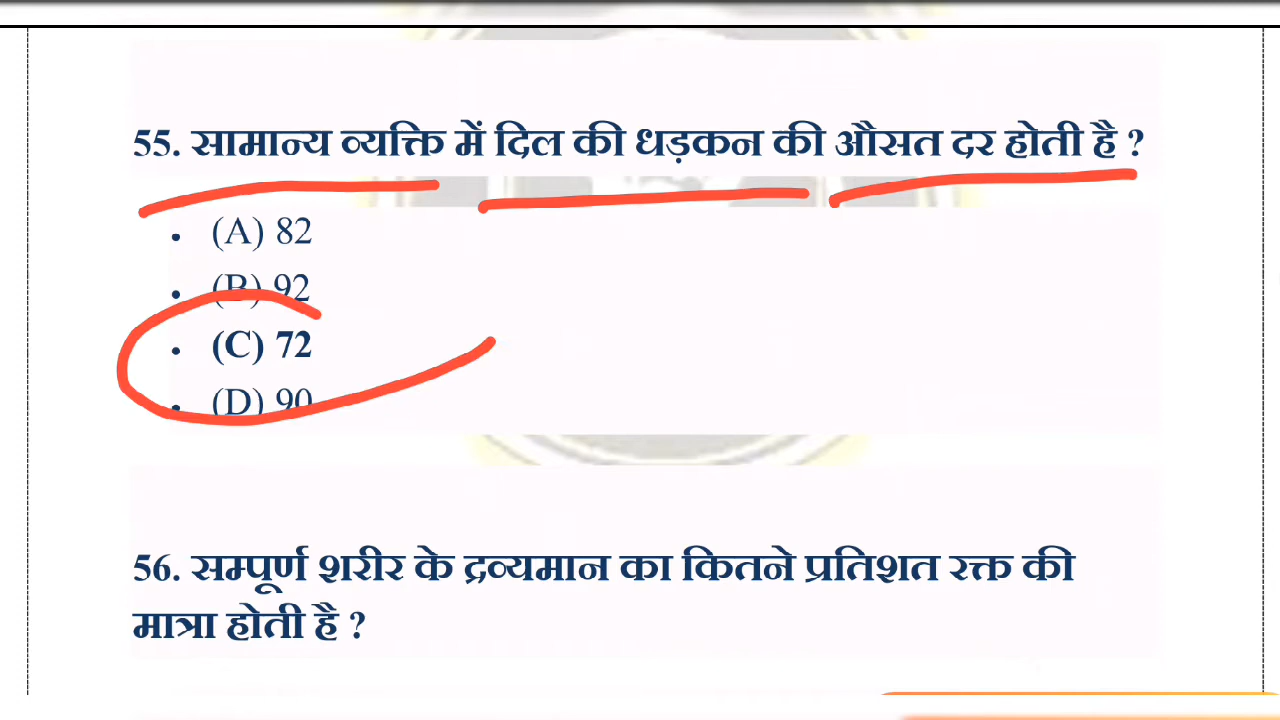 55. सामान्य व्यक्ति में दिल की धड़कन की औसत दर होती है ?
• (A) 82
• (B) 92
• (C) 72
• (D) 90
56. सम्पूर्ण शरीर के द्रव्यमान का कितने प्रतिशत रक्त की
मात्रा होती है ?